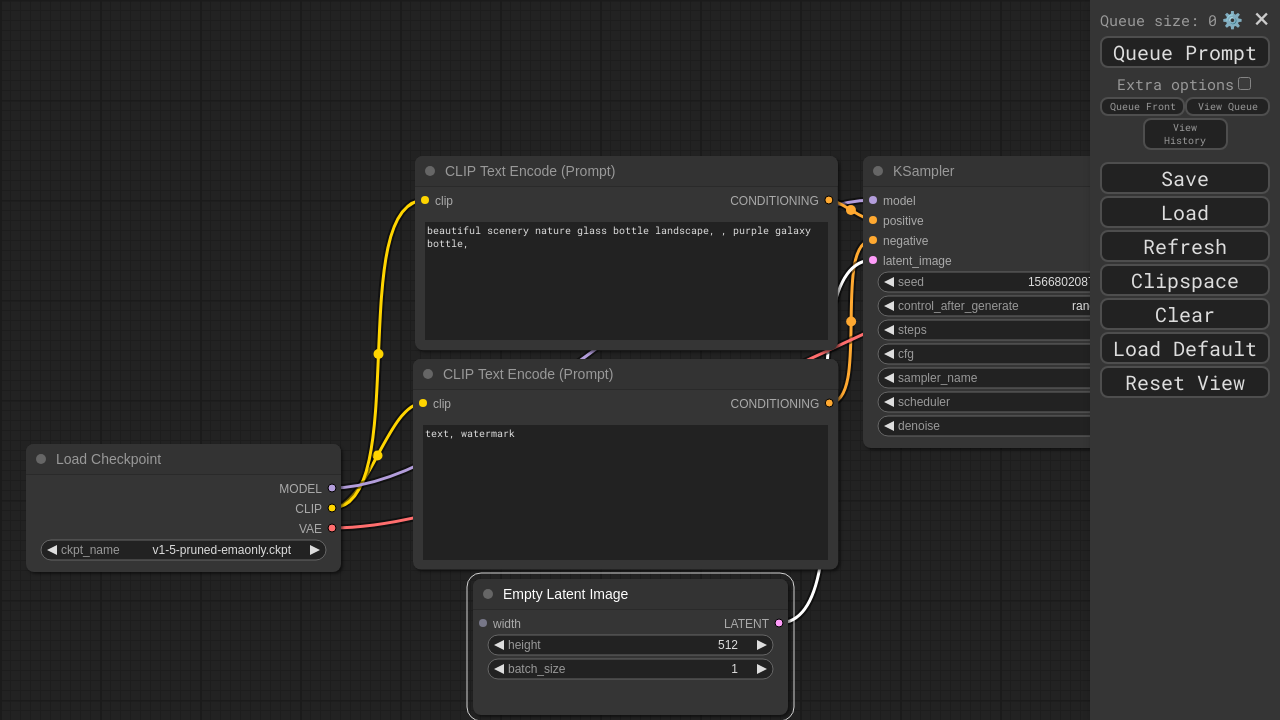 Queue size: 0
Queue Prompt
Extra options
Queue Front
View Queue
View
History
Save
Load
Refresh
Clipspace
Clear
Load Default
Reset View
CLIP Text Encode (Prompt)
clip
CONDITIONING
beautiful scenery nature glass bottle landscape, , purple galaxy
bottle,
KSampler
model
positive
negative
latent_image
seed
1566802087
control_after_generate
ran
steps
cfg
sampler_name
scheduler
denoise
CLIP Text Encode (Prompt)
clip
CONDITIONING
text, watermark
Load Checkpoint
MODEL
CLIP
VAE
ckpt_name v1-5-pruned-emaonly.ckpt
Empty Latent Image
width
LATENT
height 512
batch_size 1